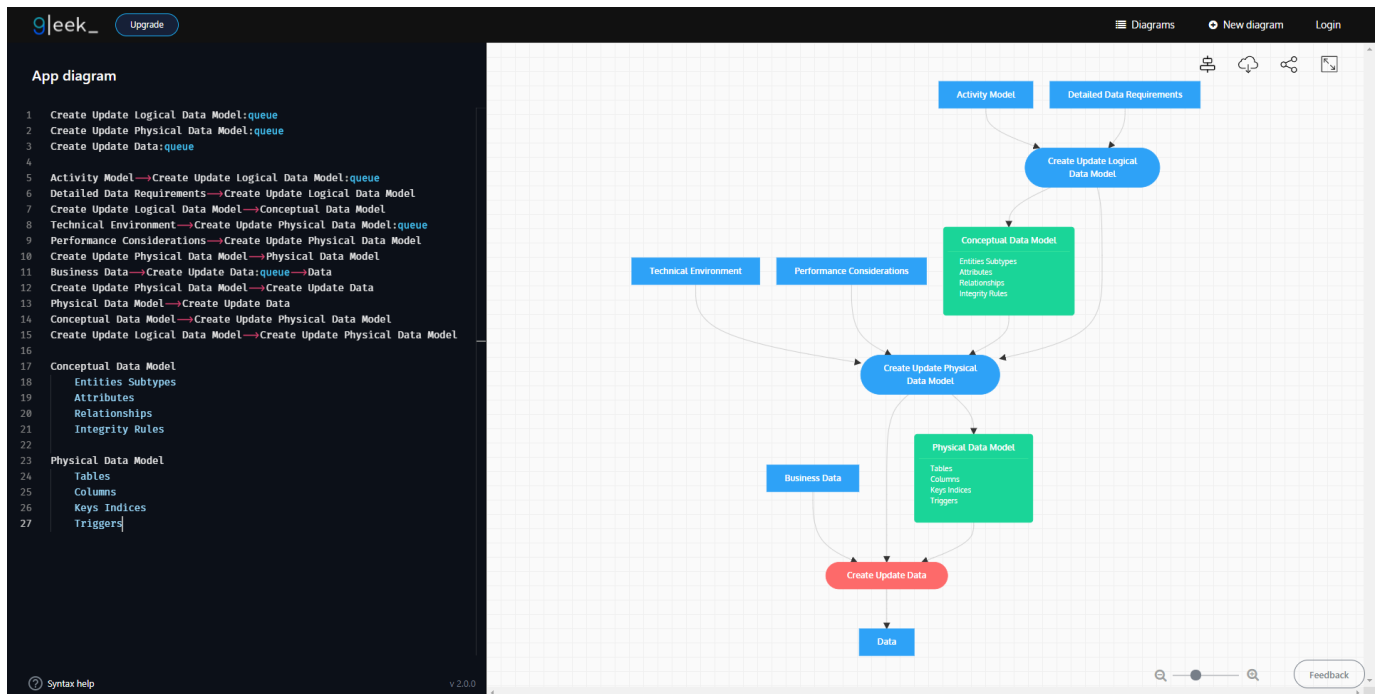 gleek_
Upgrade
Diagrams
New diagram
Login
App diagram
1 Create Update Logical Data Model:queue
2 Create Update Physical Data Model:queue
3 Create Update Data:queue
4
5 Activity Model⟶Create Update Logical Data Model:queue
6 Detailed Data Requirements⟶Create Update Logical Data Model
7 Create Update Logical Data Model⟶Conceptual Data Model
8 Technical Environment⟶Create Update Physical Data Model:queue
9 Performance Considerations⟶Create Update Physical Data Model
10 Create Update Physical Data Model⟶Physical Data Model
11 Business Data⟶Create Update Data:queue⟶Data
12 Create Update Physical Data Model⟶Create Update Data
13 Physical Data Model⟶Create Update Data
14 Conceptual Data Model⟶Create Update Physical Data Model
15 Create Update Logical Data Model⟶Create Update Physical Data Model
16
17 Conceptual Data Model
18 Entities Subtypes
19 Attributes
20 Relationships
21 Integrity Rules
22
23 Physical Data Model
24 Tables
25 Columns
26 Keys Indices
27 Triggers
Syntax help
v 2.0.0
Activity Model
Detailed Data Requirements
Create Update Logical
Data Model
Conceptual Data Model
Entities Subtypes
Attributes
Relationships
Integrity Rules
Technical Environment
Performance Considerations
Create Update Physical
Data Model
Physical Data Model
Tables
Columns
Keys Indices
Triggers
Business Data
Create Update Data
Data
Feedback